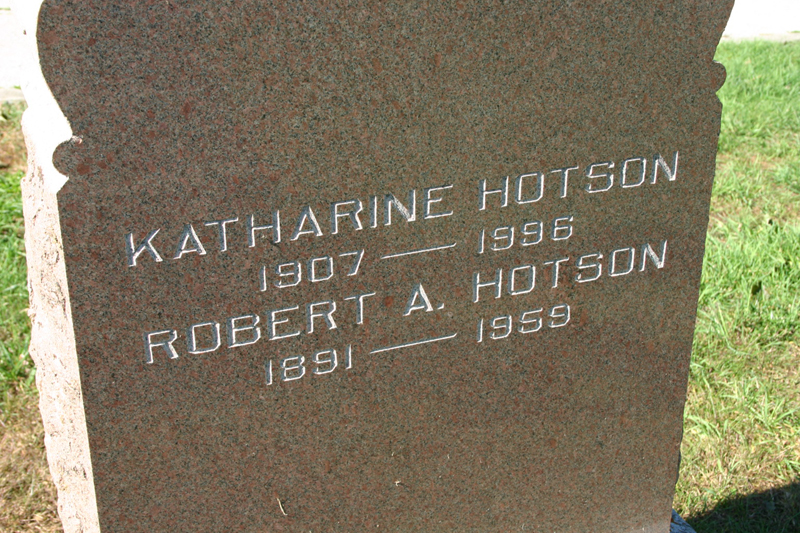 KATHARINE HOTSON
1907 — 1996
ROBERT A. HOTSON
1891 — 1959